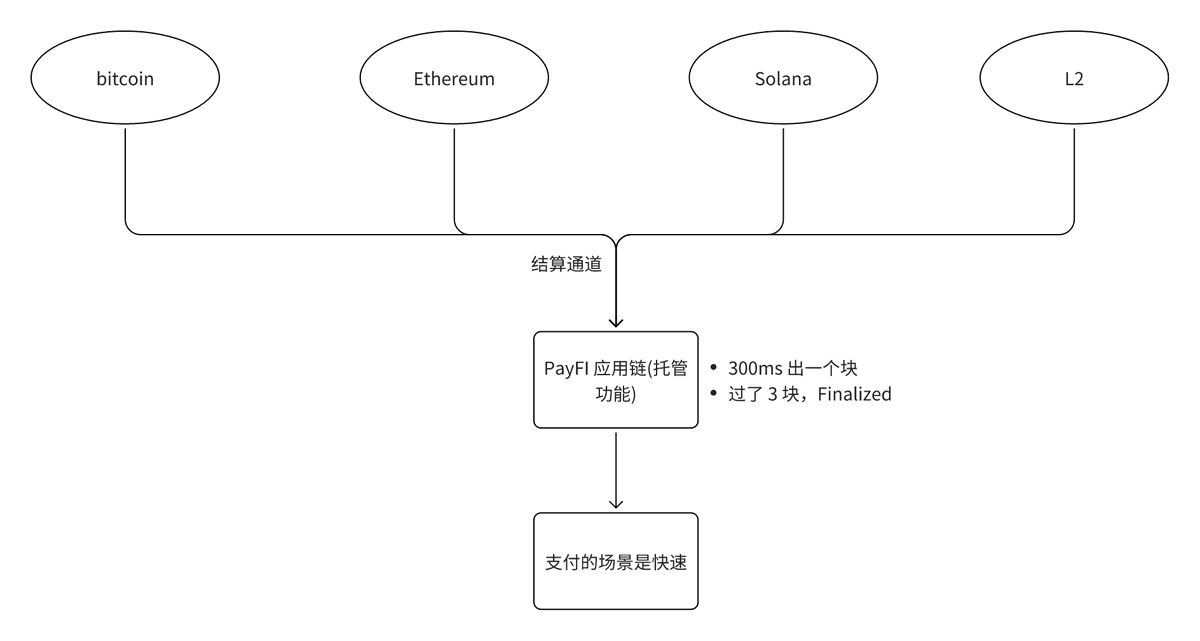 bitcoin
Ethereum
Solana
L2
结算通道
PayFI 应用链(托管
功能)
• 300ms 出一个块
• 过了 3 块，Finalized
支付的场景是快速